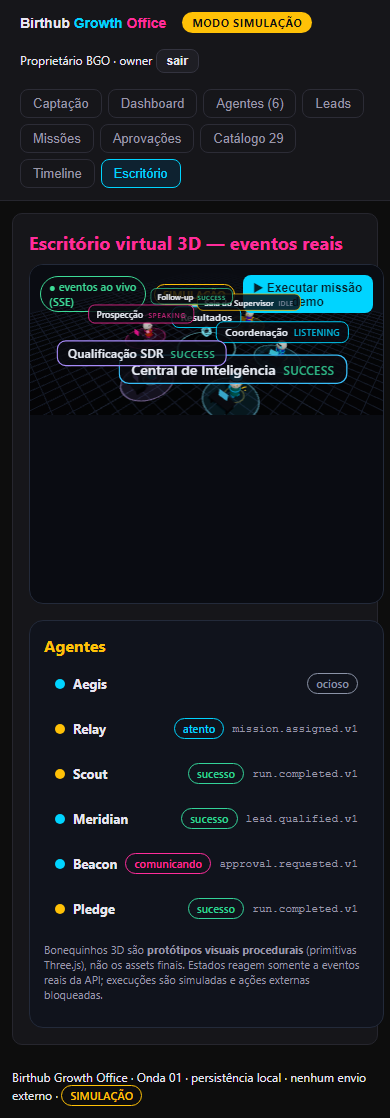 Birthub Growth Office MODO SIMULAÇÃO
Proprietário BGO · owner sair
Captação Dashboard Agentes (6) Leads
Missões Aprovações Catálogo 29
Timeline Escritório
Escritório virtual 3D — eventos reais
● eventos ao vivo
(SSE)
▶ Executar missão
emo
Follow-up SUCCESS
do Supervisor IDLE
Prospecção SPEAKING
sultados
Coordenação LISTENING
Qualificação SDR SUCCESS
Central de Inteligência SUCCESS
Agentes
Aegis ocioso
Relay atento mission.assigned.v1
Scout sucesso run.completed.v1
Meridian sucesso lead.qualified.v1
Beacon comunicando approval.requested.v1
Pledge sucesso run.completed.v1
Bonequinhos 3D são protótipos visuais procedurais (primitivas
Three.js), não os assets finais. Estados reagem somente a eventos
reais da API; execuções são simuladas e ações externas
bloqueadas.
Birthub Growth Office · Onda 01 · persistência local · nenhum envio
externo · SIMULAÇÃO